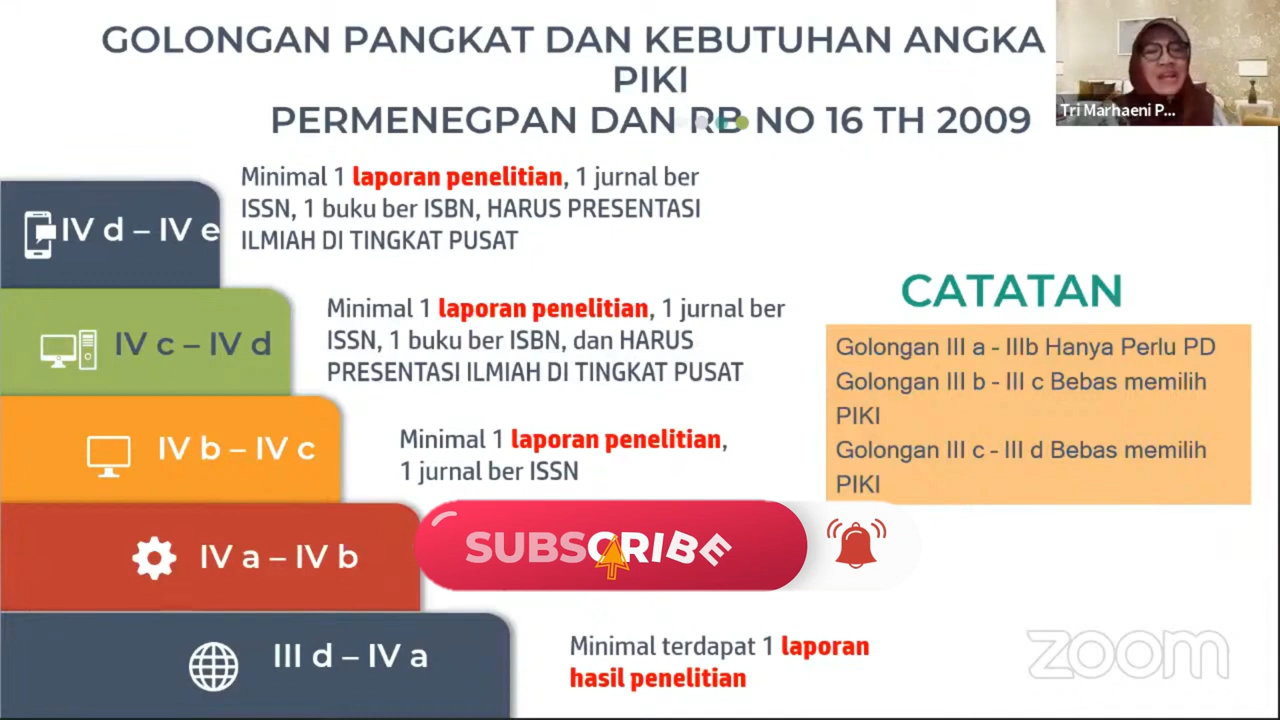 GOLONGAN PANGKAT DAN KEBUTUHAN ANGKA
PIKI
PERMENEGPAN DAN RB NO 16 TH 2009
Tri Marhaeni P...
IV d – IV e
Minimal 1 laporan penelitian, 1 jurnal ber
ISSN, 1 buku ber ISBN, HARUS PRESENTASI
ILMIAH DI TINGKAT PUSAT
IV c – IV d
Minimal 1 laporan penelitian, 1 jurnal ber
ISSN, 1 buku ber ISBN, dan HARUS
PRESENTASI ILMIAH DI TINGKAT PUSAT
IV b – IV c
Minimal 1 laporan penelitian,
1 jurnal ber ISSN
CATATAN
Golongan III a - IIIb Hanya Perlu PD
Golongan III b - III c Bebas memilih
PIKI
Golongan III c - III d Bebas memilih
PIKI
IV a – IV b
SUBSCRIBE
III d – IV a
Minimal terdapat 1 laporan
hasil penelitian
zoom